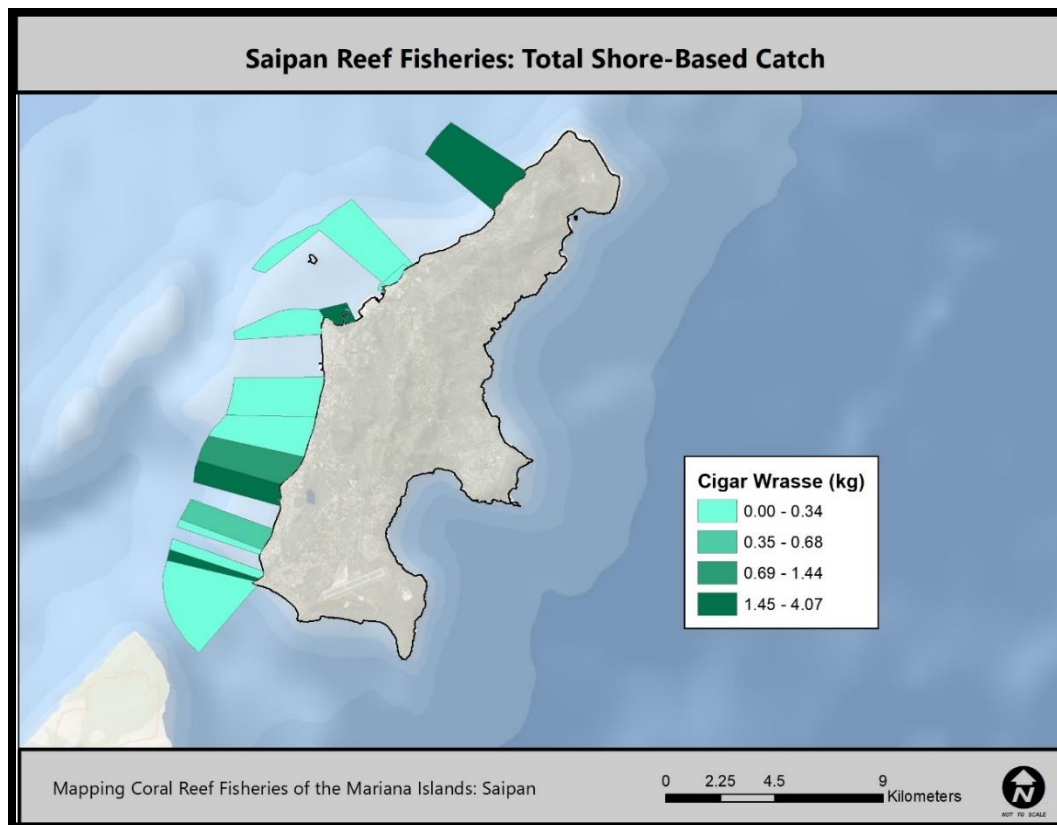 Saipan Reef Fisheries: Total Shore-Based Catch
Cigar Wrasse (kg)
0.00 - 0.34
0.35 - 0.68
0.69 - 1.44
1.45 - 4.07
Mapping Coral Reef Fisheries of the Mariana Islands: Saipan
0 2.25 4.5 9
Kilometers
N
NOT TO SCALE